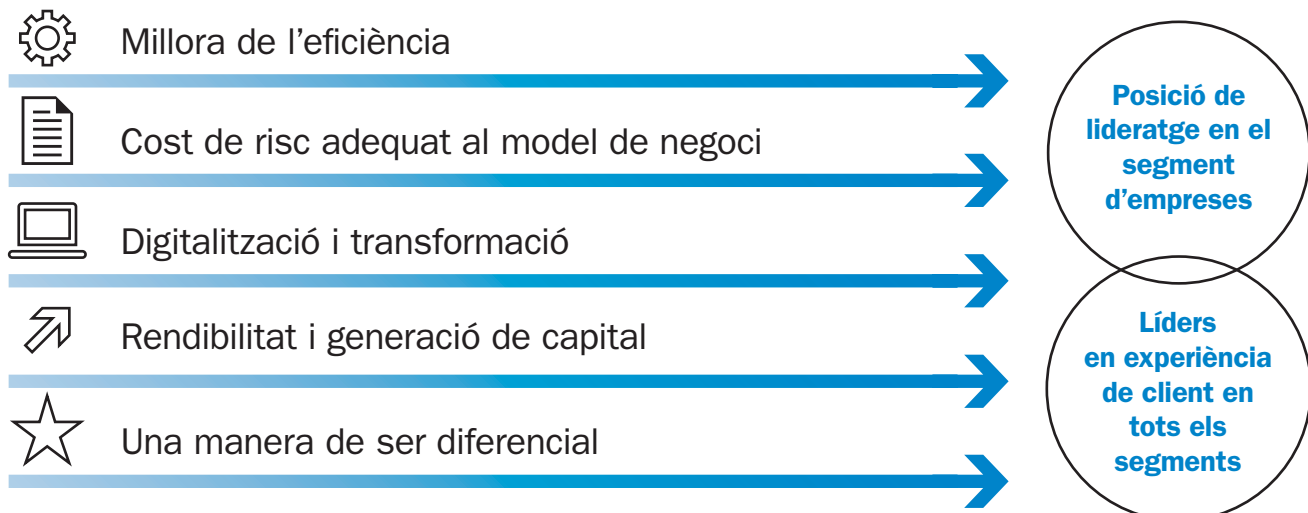 Millora de l’eficiència
Cost de risc adequat al model de negoci
Digitalització i transformació
Rendibilitat i generació de capital
Una manera de ser diferencial
Posició de
lideratge en el
segment
d’empreses
Líders
en experiència
de client en
tots els
segments